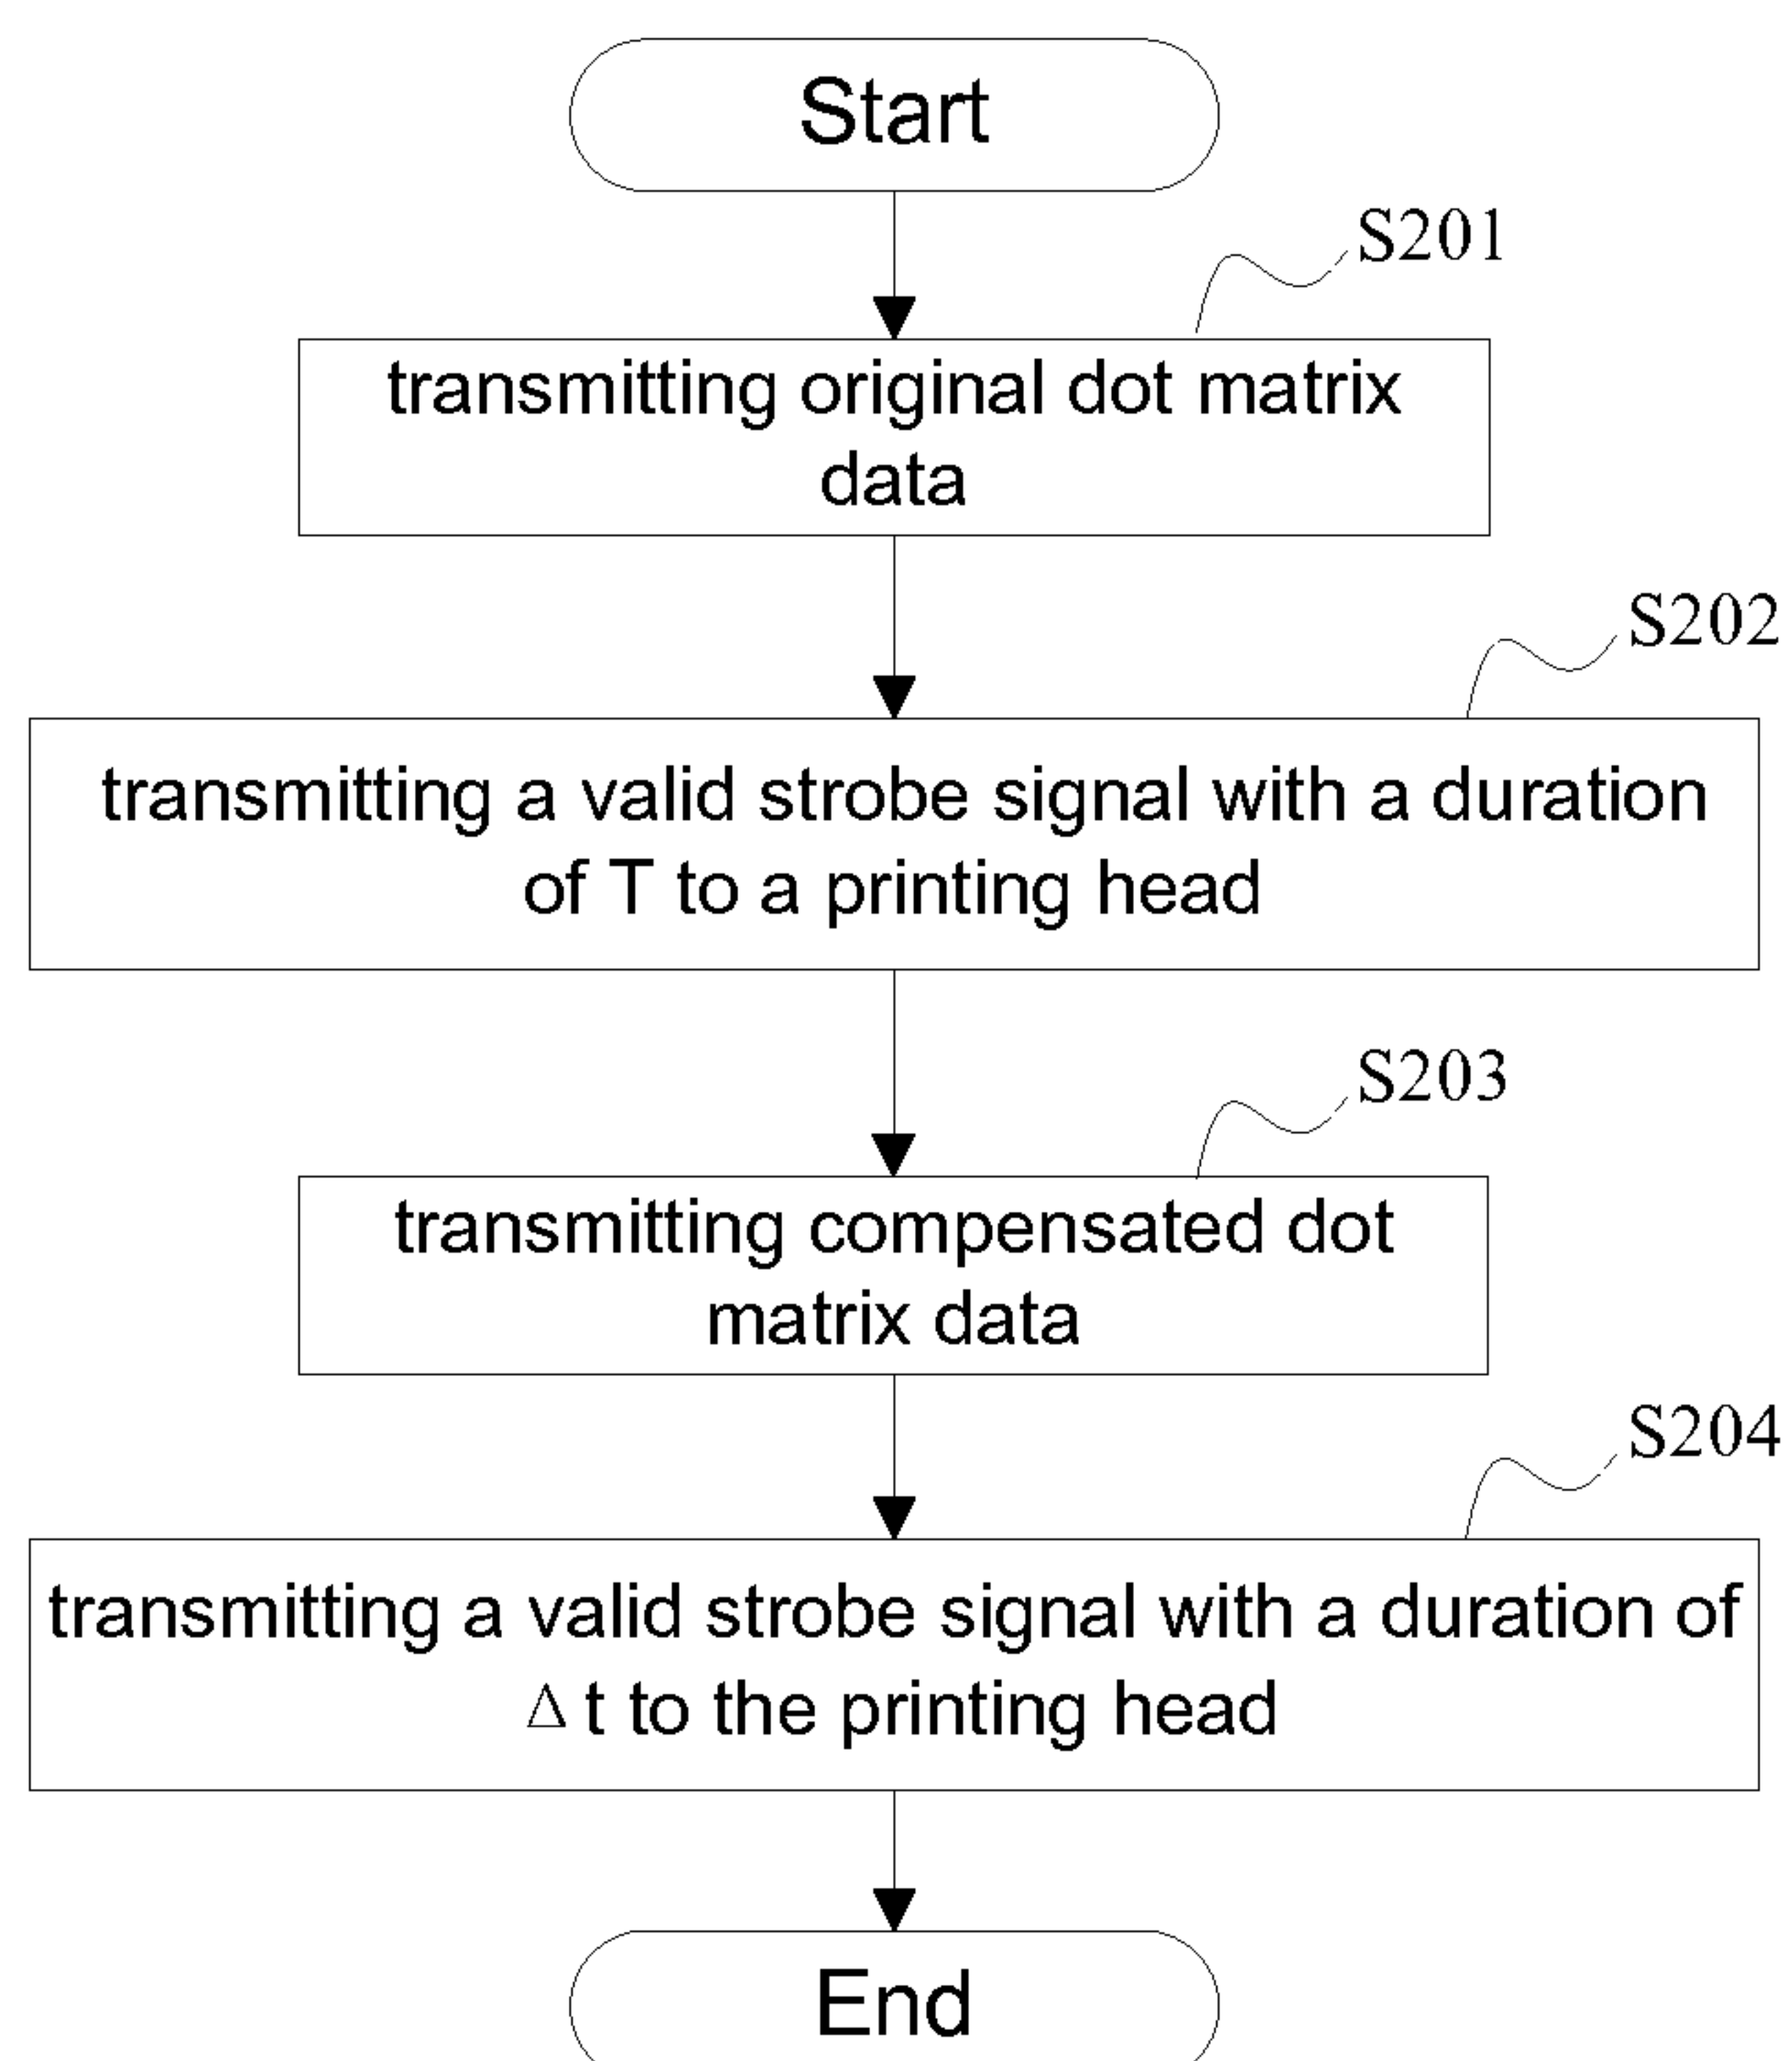 Start
S201
transmitting original dot matrix
data
S202
transmitting a valid strobe signal with a duration
of T to a printing head
S203
transmitting compensated dot
matrix data
S204
transmitting a valid strobe signal with a duration of
Δ t to the printing head
End